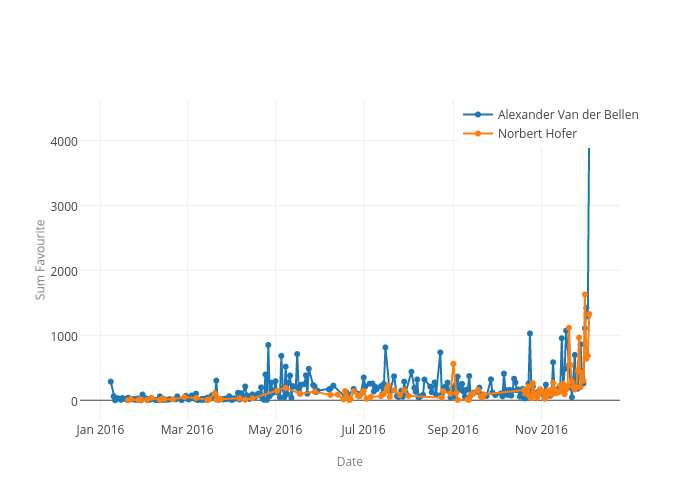 Alexander Van der Bellen
Norbert Hofer
4000
3000
2000
1000
0
Sum Favourite
Jan 2016
Mar 2016
May 2016
Jul 2016
Sep 2016
Nov 2016
Date